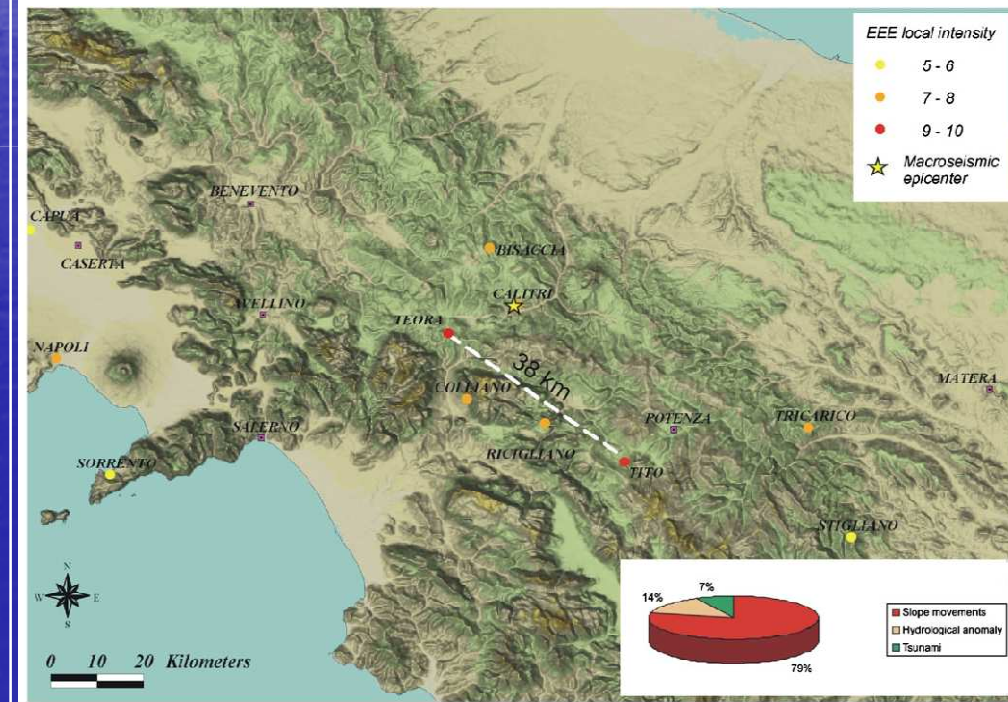 EEE local intensity
5 - 6
7 - 8
9 - 10
Macroseismic
epicenter
BENEVENTO
CAPUA
CASERTA
BISACCIA
CALITRI
AVELLINO
TEORA
NAPOLI
38 km
COLLIANO
MATERA
POTENZA
TRICARICO
SALERNO
RICIGLIANO
SORRENTO
TITO
STIGLIANO
N
W E
S
0 10 20 Kilometers
7%
14%
79%
Slope movements
Hydrological anomaly
Tsunami